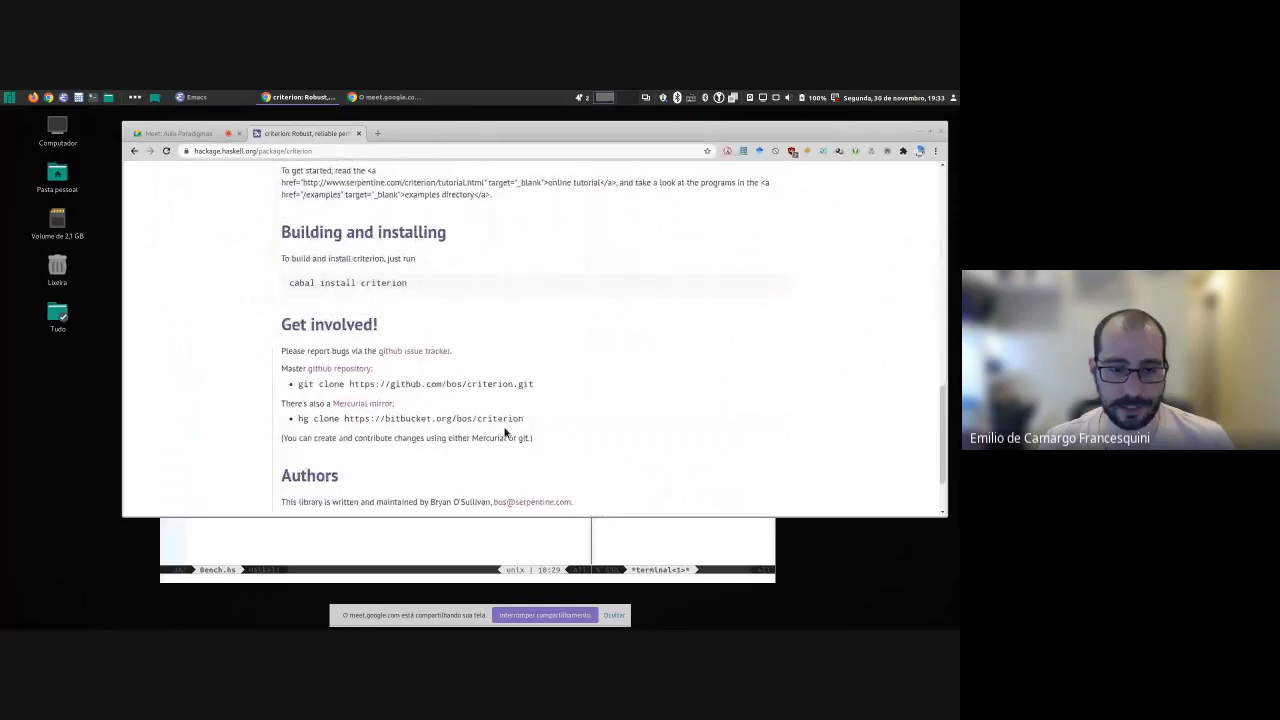 Emacs
criterion: Robust,...
O meet.google.co...
2
100%
Segunda, 30 de novembro, 19:33
Computador
Pasta pessoal
Volume de 2,1 GB
Lixeira
Tudo
Meet: Aula Paradigmas
criterion: Robust, reliable per
hackage.haskell.org/package/criterion
To get started, read the <a
href="http://www.serpentine.com/criterion/tutorial.html" target="_blank">online tutorial</a>, and take a look at the programs in the <a
href="/examples" target="_blank">examples directory</a>.
Building and installing
To build and install criterion, just run
cabal install criterion
Get involved!
Please report bugs via the github issue tracker.
Master github repository:
• git clone https://github.com/bos/criterion.git
There's also a Mercurial mirror:
• hg clone https://bitbucket.org/bos/criterion
(You can create and contribute changes using either Mercurial or git.)
Authors
This library is written and maintained by Bryan O'Sullivan, bos@serpentine.com.
Bench.hs
unix | 10:29
*terminal<1>*
O meet.google.com está compartilhando sua tela.
Interromper compartilhamento
Ocultar
Emilio de Camargo Francesquini